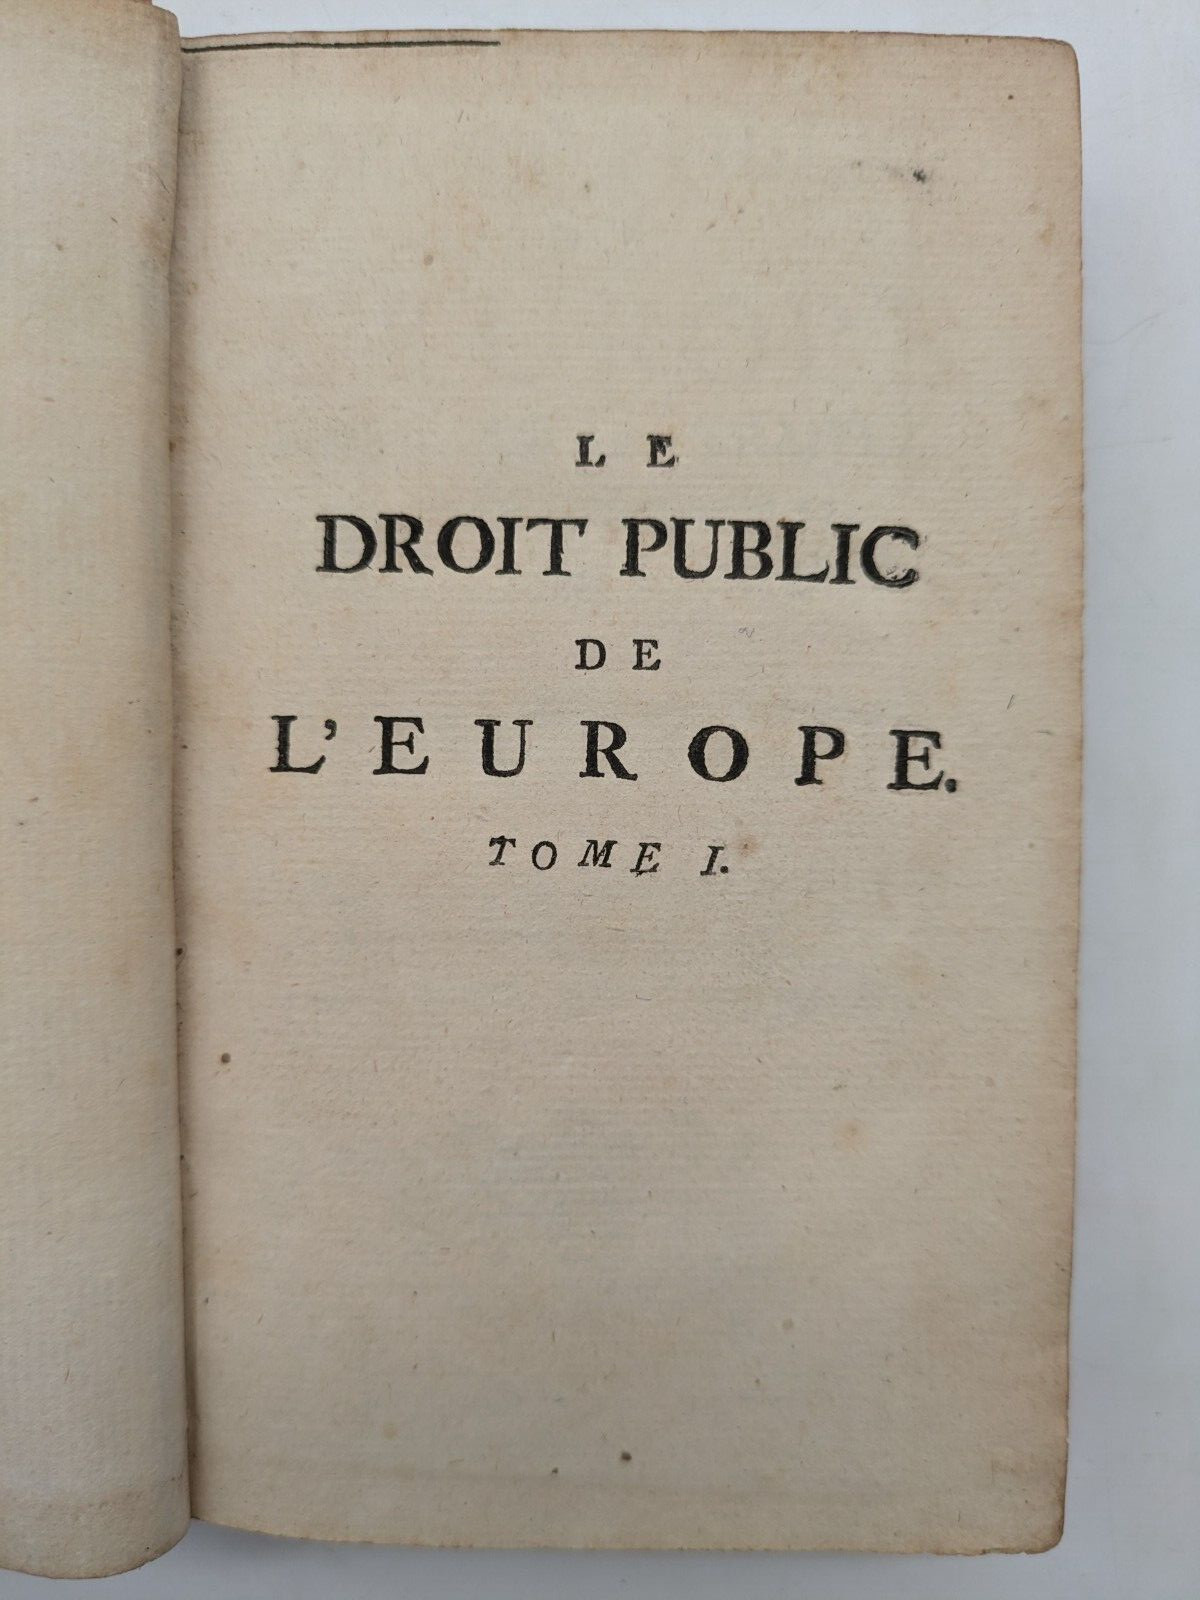 LE
DROIT PUBLIC
DE
L'EUROPE.
TOME I.